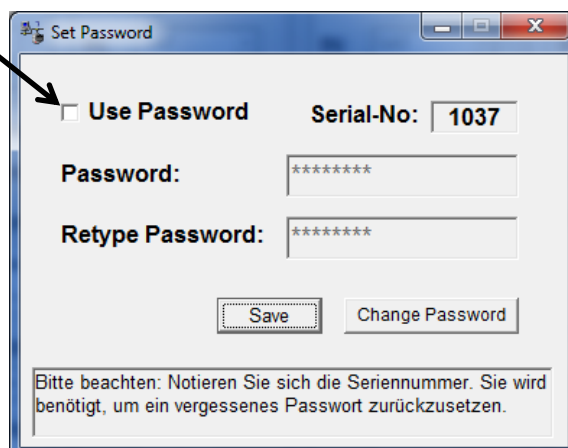 Set Password
Use Password Serial-No: 1037
Password: ********
Retype Password: ********
Save Change Password
Bitte beachten: Notieren Sie sich die Seriennummer. Sie wird
benötigt, um ein vergessenes Passwort zurückzusetzen.